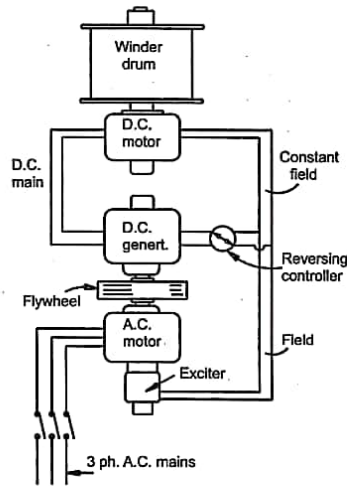 Winder
drum
D.C.
motor
D.C.
main
Constant
field
D.C.
genert.
Reversing
controller
Flywheel
A.C.
motor
Field
Exciter
3 ph. A.C. mains